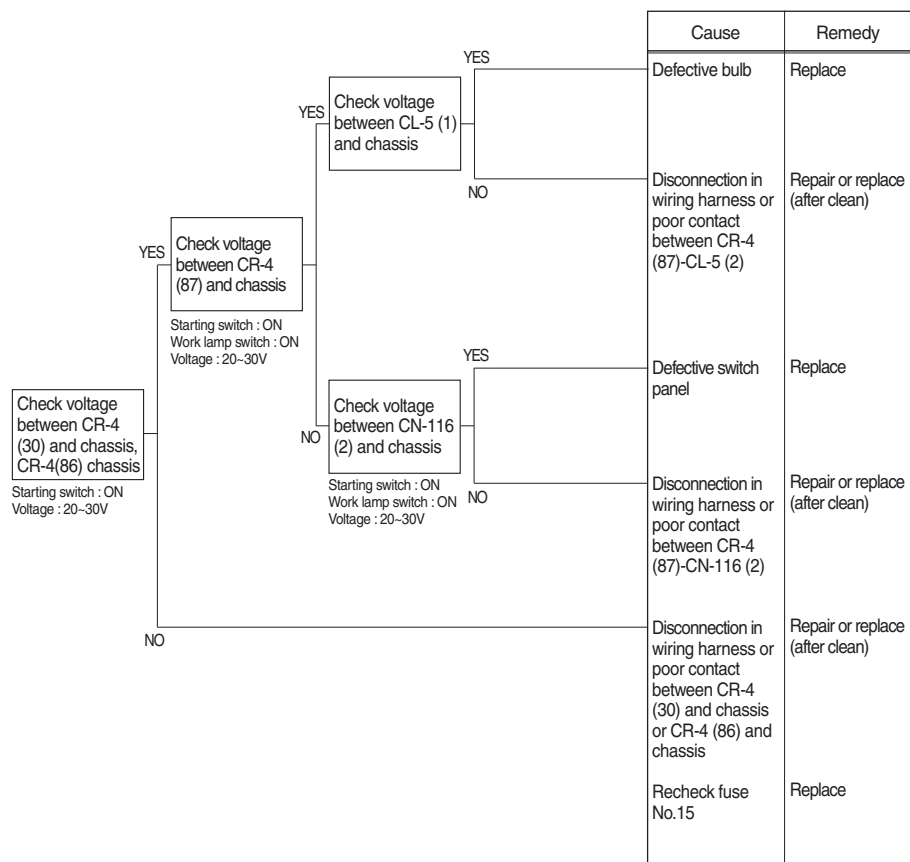 Cause Remedy
YES
Defective bulb Replace
Check voltage
between CL-5 (1)
and chassis
YES
NO
Disconnection in
wiring harness or
poor contact
between CR-4
(87)-CL-5 (2)
Repair or replace
(after clean)
YES
Check voltage
between CR-4
(87) and chassis
Starting switch : ON
Work lamp switch : ON
Voltage : 20~30V
YES
Defective switch
panel
Replace
Check voltage
between CN-116
(2) and chassis
NO
Starting switch : ON
Work lamp switch : ON
Voltage : 20~30V
NO
Disconnection in
wiring harness or
poor contact
between CR-4
(87)-CN-116 (2)
Repair or replace
(after clean)
Check voltage
between CR-4
(30) and chassis,
CR-4(86) chassis
Starting switch : ON
Voltage : 20~30V
NO
Disconnection in
wiring harness or
poor contact
between CR-4
(30) and chassis
or CR-4 (86) and
chassis
Repair or replace
(after clean)
Recheck fuse
No.15
Replace